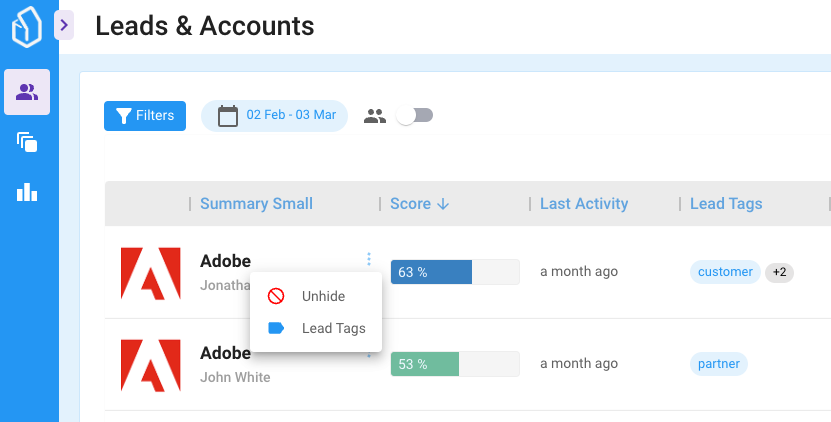 Leads & Accounts
Filters
02 Feb - 03 Mar
Summary Small
Score
Last Activity
Lead Tags
Adobe
63 %
a month ago
customer
+2
Unhide
Lead Tags
Adobe
John White
53 %
a month ago
partner